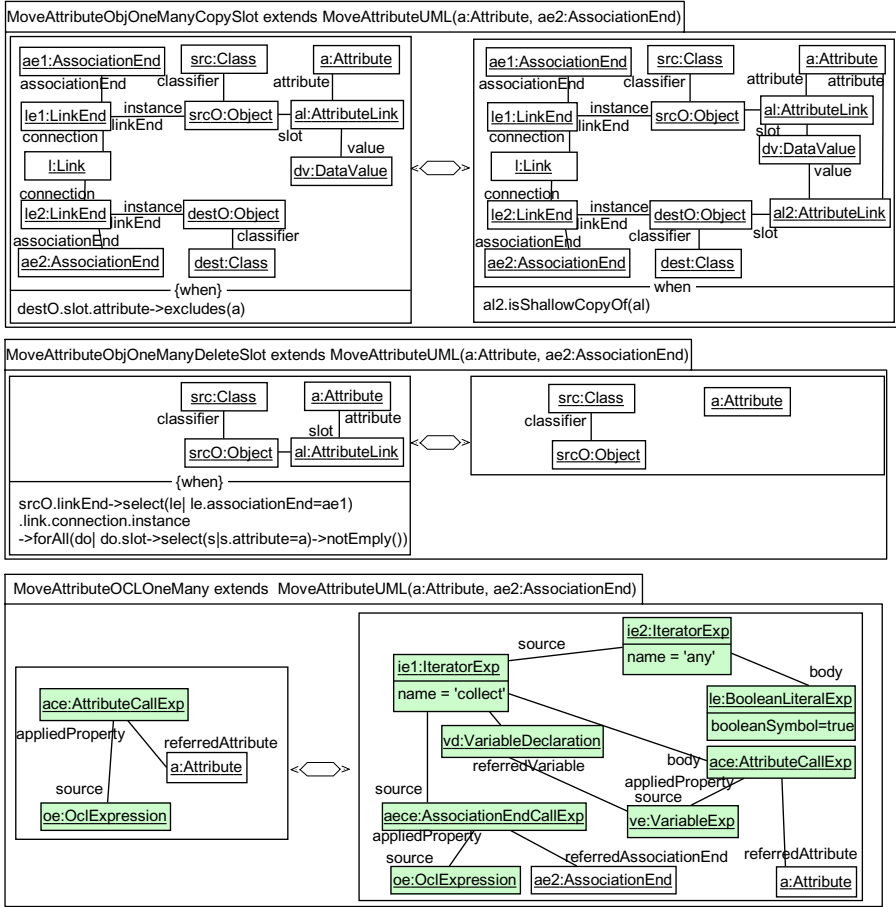 MoveAttributeObjOneManyCopySlot extends MoveAttributeUML(a:Attribute, ae2:AssociationEnd)
ae1:AssociationEnd
src:Class
a:Attribute
associationEnd
classifier
attribute
le1:LinkEnd
instance
linkEnd
srcO:Object
al:AttributeLink
connection
slot
value
l:Link
dv:DataValue
connection
le2:LinkEnd
instance
linkEnd
destO:Object
associationEnd
classifier
ae2:AssociationEnd
dest:Class
{when}
destO.slot.attribute->excludes(a)
ae1:AssociationEnd
src:Class
a:Attribute
associationEnd
classifier
attribute
attribute
le1:LinkEnd
instance
linkEnd
srcO:Object
al:AttributeLink
connection
slot
l:Link
dv:DataValue
value
connection
le2:LinkEnd
instance
linkEnd
destO:Object
al2:AttributeLink
associationEnd
classifier
slot
ae2:AssociationEnd
dest:Class
when
al2.isShallowCopyOf(al)
MoveAttributeObjOneManyDeleteSlot extends MoveAttributeUML(a:Attribute, ae2:AssociationEnd)
src:Class
a:Attribute
classifier
attribute
slot
srcO:Object
al:AttributeLink
{when}
srcO.linkEnd->select(le| le.associationEnd=ae1)
.link.connection.instance
->forAll(do| do.slot->select(s|s.attribute=a)->notEmply())
src:Class
a:Attribute
classifier
srcO:Object
MoveAttributeOCLOneMany extends MoveAttributeUML(a:Attribute, ae2:AssociationEnd)
ace:AttributeCallExp
appliedProperty
referredAttribute
a:Attribute
source
oe:OclExpression
ie2:IteratorExp
name = 'any'
source
ie1:IteratorExp
name = 'collect'
body
le:BooleanLiteralExp
booleanSymbol=true
vd:VariableDeclaration
body
ace:AttributeCallExp
referredVariable
appliedProperty
source
source
aece:AssociationEndCallExp
ve:VariableExp
appliedProperty
source
referredAssociationEnd
referredAttribute
oe:OclExpression
ae2:AssociationEnd
a:Attribute